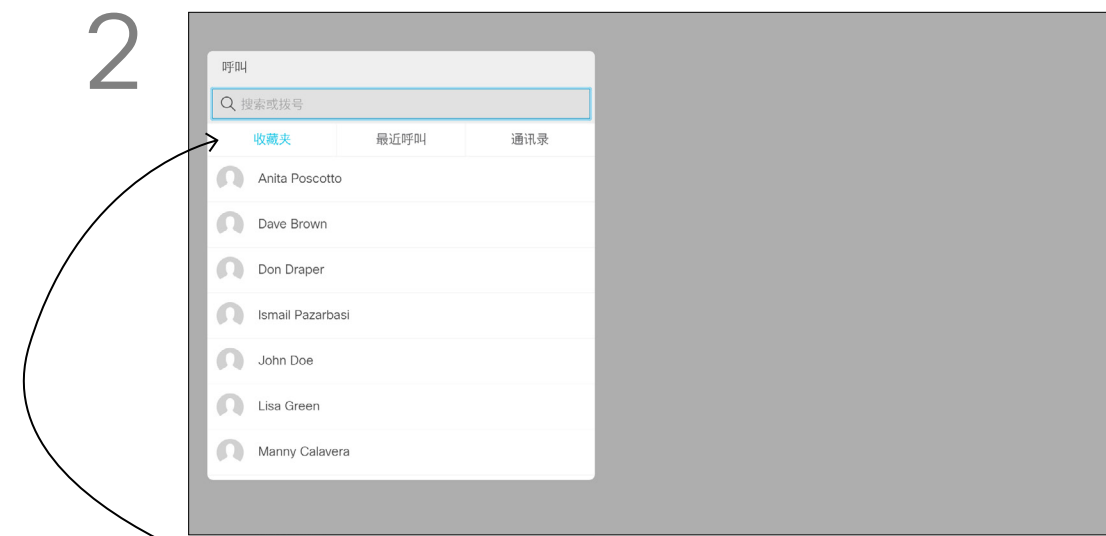 2
呼叫
搜索或拨号
收藏夹 最近呼叫 通讯录
Anita Poscotto
Dave Brown
Don Draper
Ismail Pazarbasi
John Doe
Lisa Green
Manny Calavera